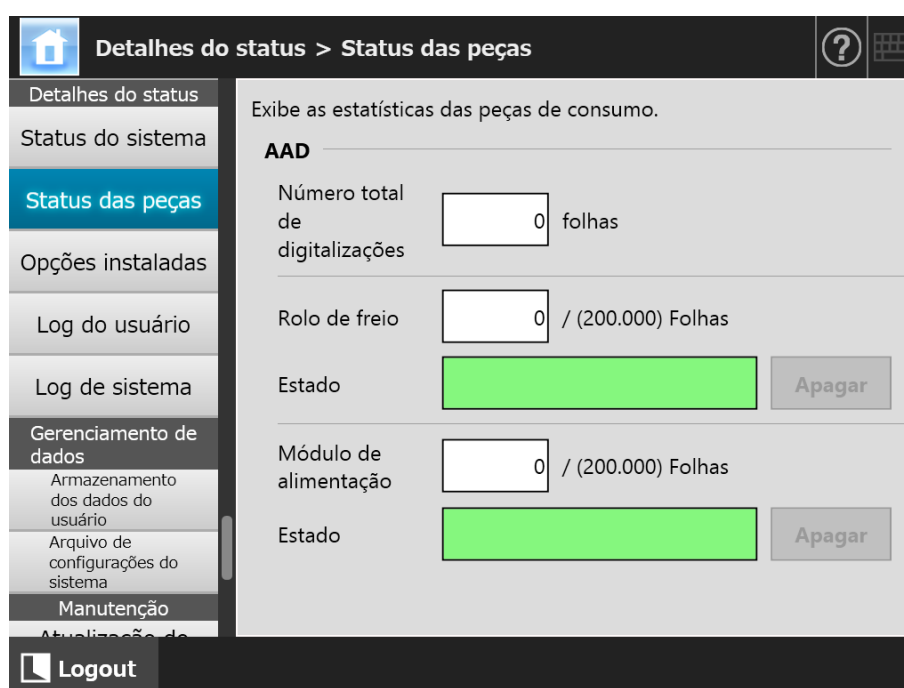 Detalhes do status > Status das peças
?
Detalhes do status
Status do sistema
Status das peças
Opções instaladas
Log do usuário
Log de sistema
Gerenciamento de
dados
Armazenamento
dos dados do
usuário
Arquivo de
configurações do
sistema
Manutenção
Atualização do
Exibe as estatísticas das peças de consumo.
AAD
Número total
de
digitalizações
0 folhas
Rolo de freio 0 / (200.000) Folhas
Estado Apagar
Módulo de
alimentação
0 / (200.000) Folhas
Estado Apagar
Logout